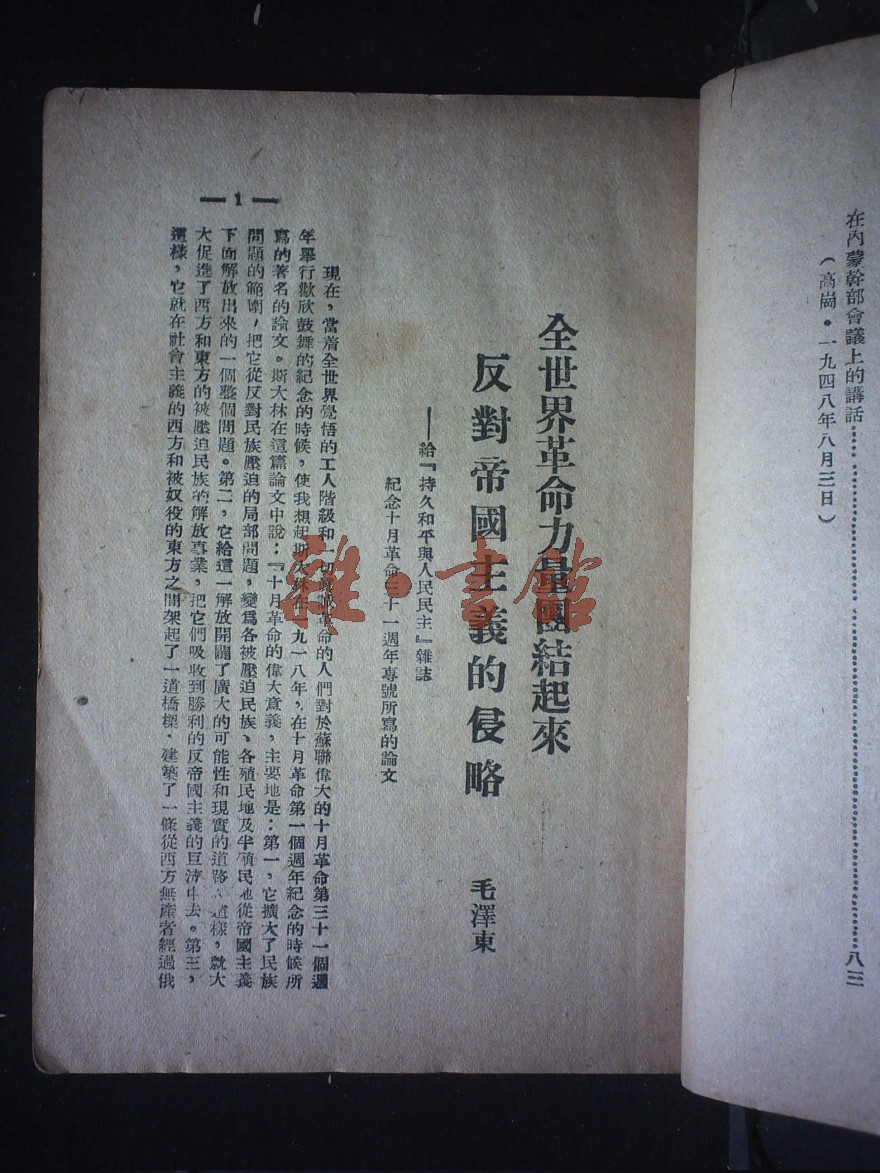 在內蒙幹部會議上的講話……………………八三
（高崗·一九四八年八月三日）
全世界革命力量團結起來
反對帝國主義的侵略
毛澤東
——給『持久和平與人民民主』雜誌
紀念十月革命三十一週年專號所寫的論文
現在，當着全世界覺悟的工人階級和一切眞誠革命的人們對於蘇聯偉大的十月革命第三十一個週
年舉行歡欣鼓舞的紀念的時候，使我想起斯大林在一九一八年，在十月革命第一個週年紀念的時候所
寫的著名的論文。斯大林在這篇論文中說：『十月革命的偉大意義，主要地是：第一，它擴大了民族
問題的範圍，把它從反對民族壓迫的局部問題，變爲各被壓迫民族、各殖民地及半殖民地從帝國主義
下面解放出來的一個整個問題。第二，它給這一解放開闢了廣大的可能性和現實的道路，這樣，就大
大促進了西方和東方的被壓迫民族的解放事業，把它們吸收到勝利的反帝國主義的巨流中去。第三，
這樣，它就在社會主義的西方和被奴役的東方之間架起了一道橋樑，建築了一條從西方無產者經過俄
— 1 —
雜·書館